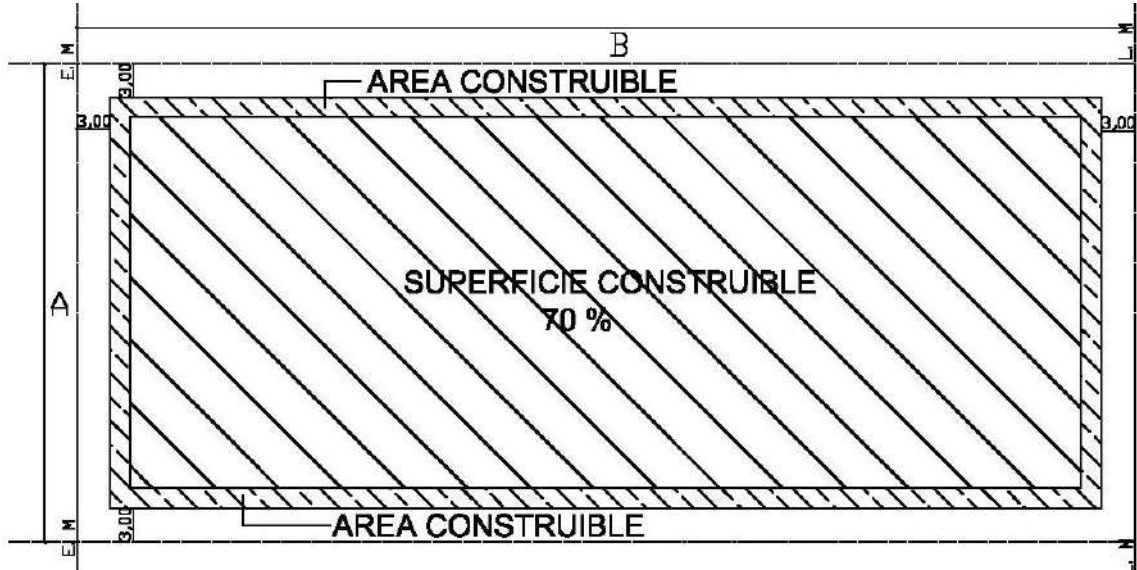 B
E. M
L. M
3,00
AREA CONSTRUIBLE
3,00
3,00
A
SUPERFICIE CONSTRUIBLE
70 %
3,00
AREA CONSTRUIBLE
E. M
M